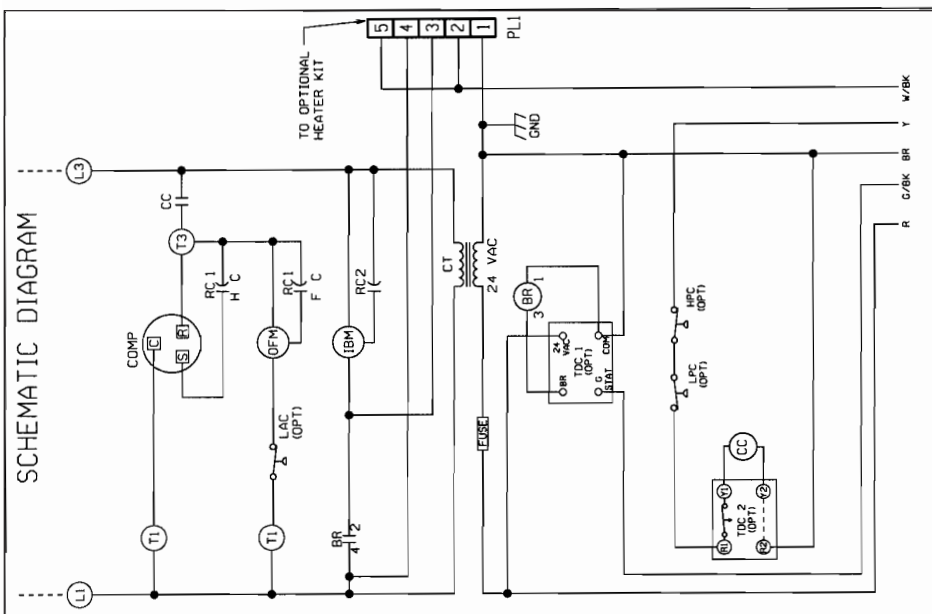 SCHEMATIC DIAGRAM
L1
L3
T1
COMP
C
S
R
T3
CC
RC 1
H C
T1
LAC
(OPT)
OFM
RC1
F C
BR
4 2
IBM
RC2
CT
24 VAC
FUSE
TO OPTIONAL
HEATER KIT
5
4
3
2
1
PL1
GND
BR
3 1
BR
24
VAC
TDC 1
(OPT)
G
STAT
COM
LPC
(OPT)
HPC
(OPT)
CC
R1
Y1
TDC 2
(OPT)
R2
Y2
W/BK
Y
BR
G/BK
R